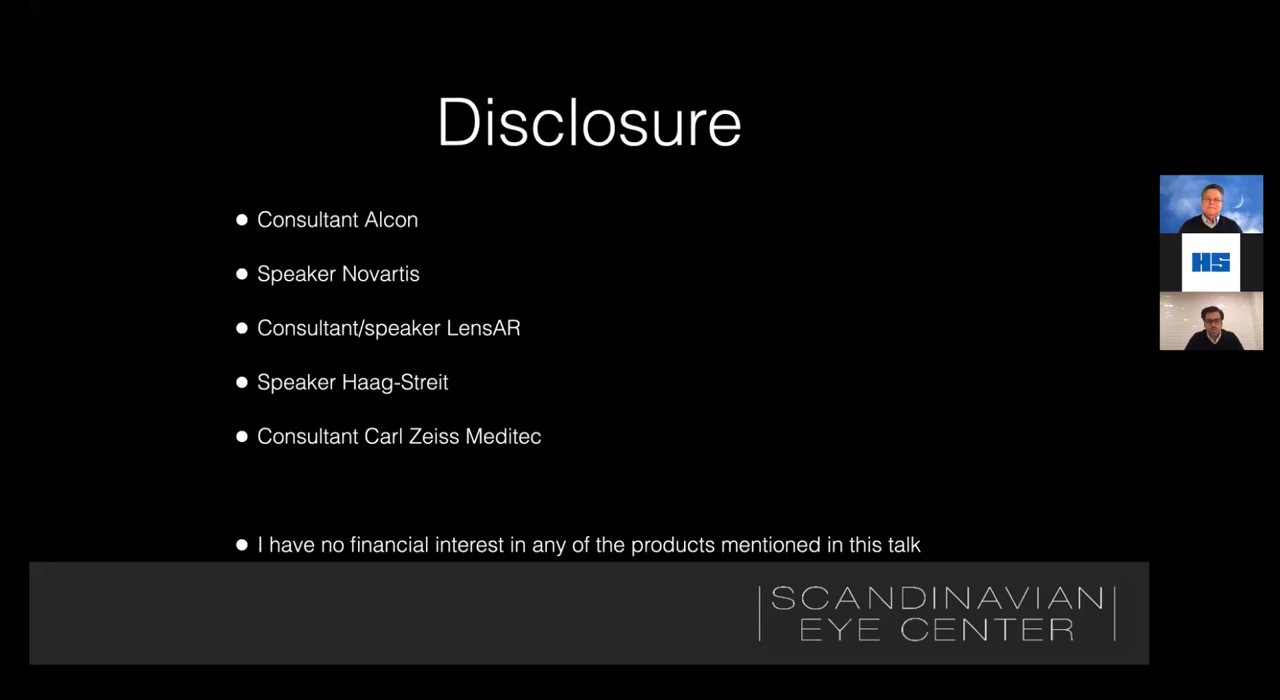 Disclosure
Consultant Alcon
Speaker Novartis
Consultant/speaker LensAR
Speaker Haag-Streit
Consultant Carl Zeiss Meditec
I have no financial interest in any of the products mentioned in this talk
SCANDINAVIAN
EYE CENTER
HS